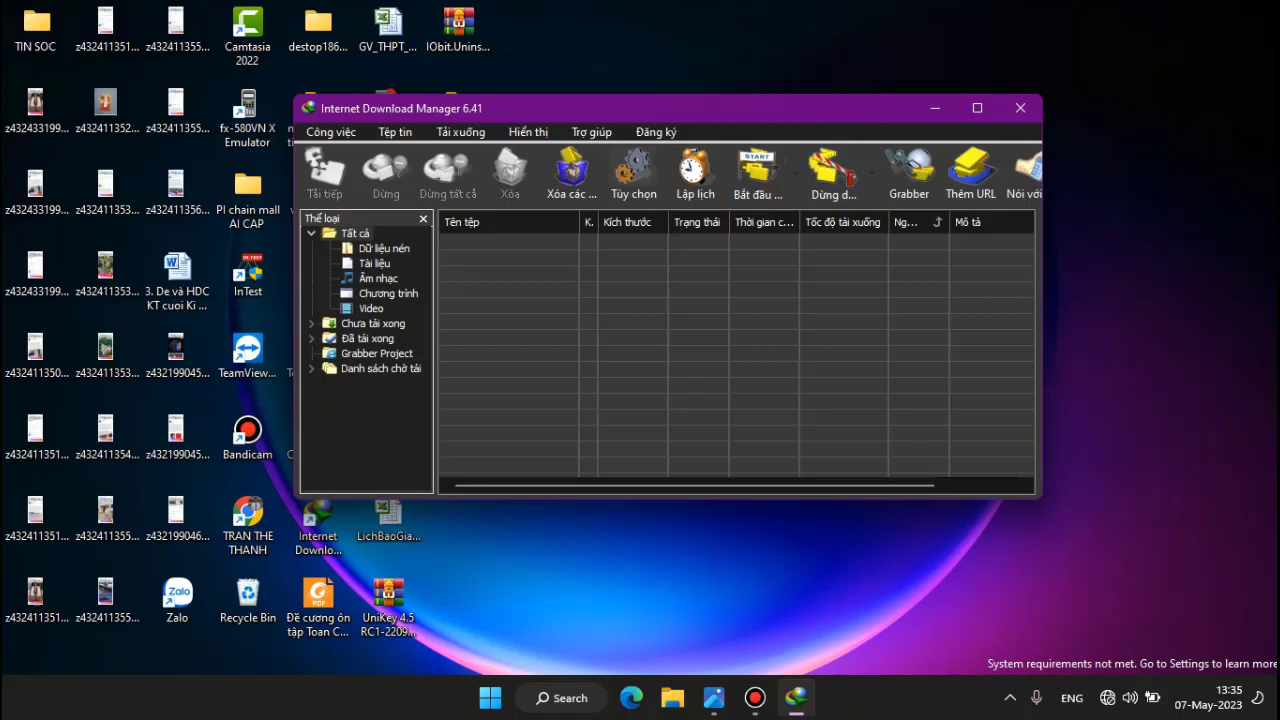 TIN SOC
z432411351...
z432411355...
Camtasia
2022
destop186...
GV_THPT_...
IObit.Unins...
z432433199...
z432411352...
z432411355...
fx-580VN X
Emulator
z432433199...
z432411353...
z432411356...
PI chain mall
AI CAP
z432433199...
z432411353...
3. De và HDC
KT cuoi Ki ...
InTest
z432411350...
z432411353...
z432199045...
TeamView...
z432411351...
z432411354...
z432199045...
Bandicam
z432411351...
z432411355...
z432199046...
TRAN THE
THANH
Internet
Downlo...
LichBaoGia...
z432411351...
z432411355...
Zalo
Zalo
Recycle Bin
PDF
Đề cương ôn
tập Toan C...
UniKey 4.5
RC1-2209...
Internet Download Manager 6.41
Công việc
Tệp tin
Tải xuống
Hiển thị
Trợ giúp
Đăng ký
START
Tải tiếp
Dừng
Dừng tất cả
Xóa
Xóa các ...
Tùy chọn
Lập lịch
Bắt đầu ...
Dừng d...
Grabber
Thêm URL
Nói với
Thể loại
Tất cả
Dữ liệu nén
Tài liệu
Âm nhạc
Chương trình
Video
Chưa tải xong
Đã tải xong
Grabber Project
Danh sách chờ tải
Tên tệp
K.
Kích thước
Trạng thái
Thời gian c...
Tốc độ tải xuống
Ng...
Mô tả
System requirements not met. Go to Settings to learn more
Search
ENG
13:35
07-May-2023